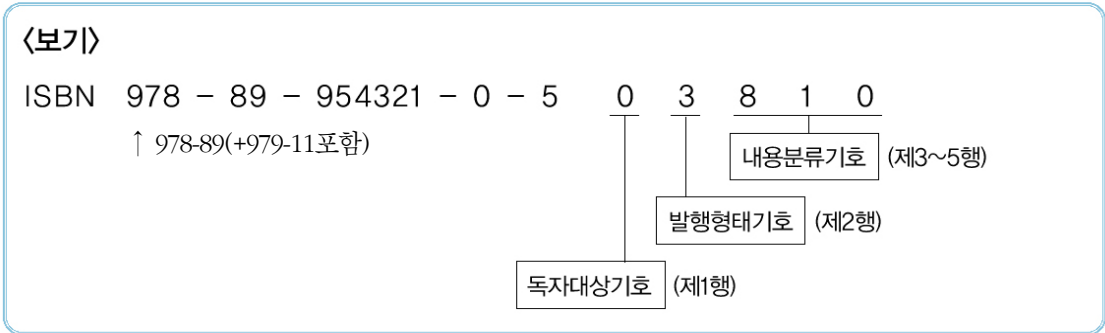 〈보기〉
ISBN 978 - 89 - 954321 - 0 - 5 0 3 8 1 0
↑ 978-89(+979-11포함)
내용분류기호 (제3~5행)
발행형태기호 (제2행)
독자대상기호 (제1행)